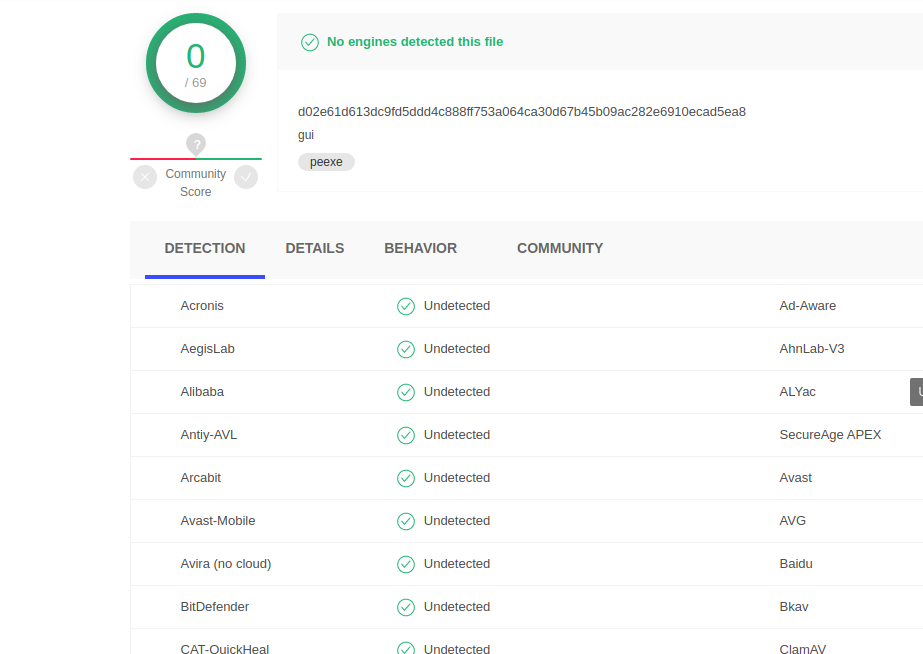 0
/ 69
No engines detected this file
d02e61d613dc9fd5ddd4c888ff753a064ca30d67b45b09ac282e6910ecad5ea8
gui
peexe
?
Community
Score
DETECTION DETAILS BEHAVIOR COMMUNITY
Acronis Undetected Ad-Aware
AegisLab Undetected AhnLab-V3
Alibaba Undetected ALYac
Antiy-AVL Undetected SecureAge APEX
Arcabit Undetected Avast
Avast-Mobile Undetected AVG
Avira (no cloud) Undetected Baidu
BitDefender Undetected Bkav
CAT-QuickHeal Undetected ClamAV